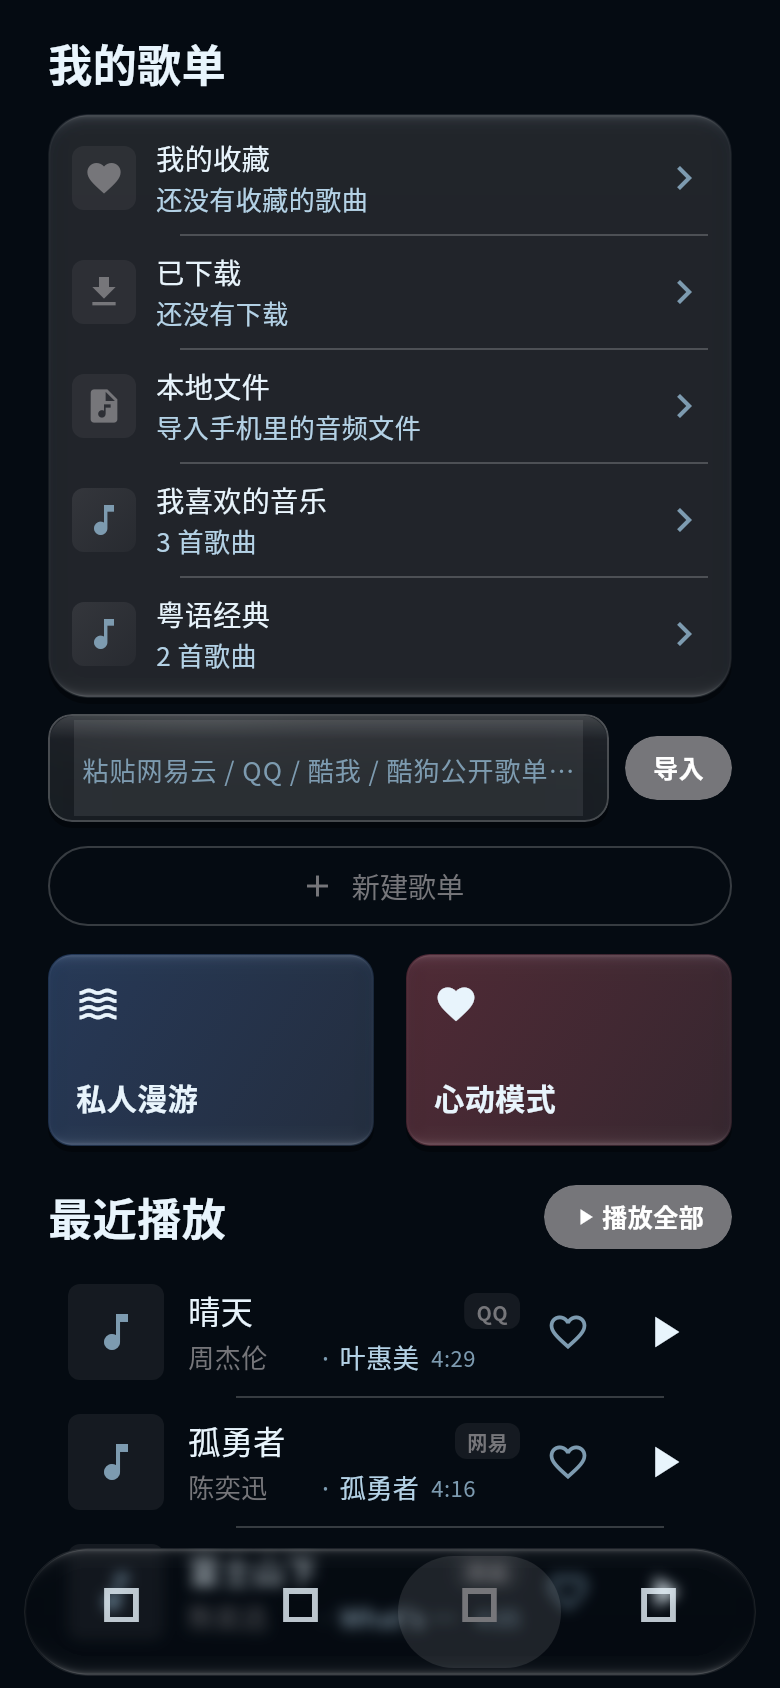 我的歌单
我的收藏
还没有收藏的歌曲
已下载
还没有下载
本地文件
导入手机里的音频文件
我喜欢的音乐
3 首歌曲
粤语经典
2 首歌曲
粘贴网易云 / QQ / 酷我 / 酷狗公开歌单…
导入
新建歌单
私人漫游
心动模式
最近播放
播放全部
晴天
QQ
周杰伦 · 叶惠美 4:29
孤勇者
网易
陈奕迅 · 孤勇者 4:16